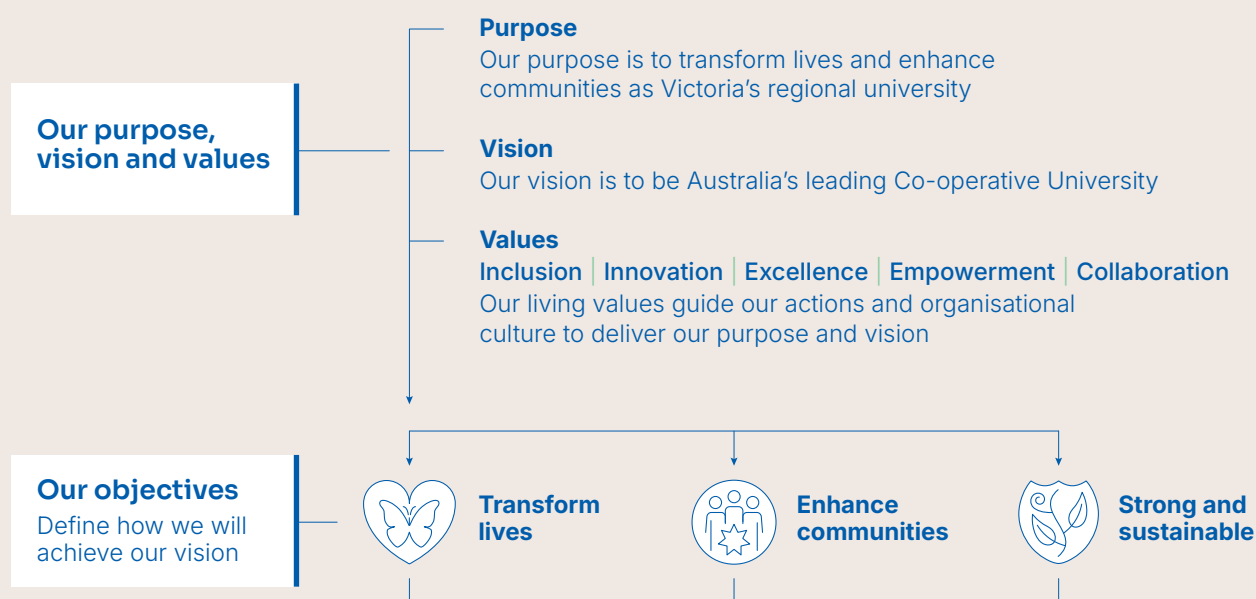 Our purpose,
vision and values
Purpose
Our purpose is to transform lives and enhance
communities as Victoria’s regional university
Vision
Our vision is to be Australia’s leading Co-operative University
Values
Inclusion | Innovation | Excellence | Empowerment | Collaboration
Our living values guide our actions and organisational
culture to deliver our purpose and vision
Our objectives
Define how we will
achieve our vision
Transform
lives
Enhance
communities
Strong and
sustainable